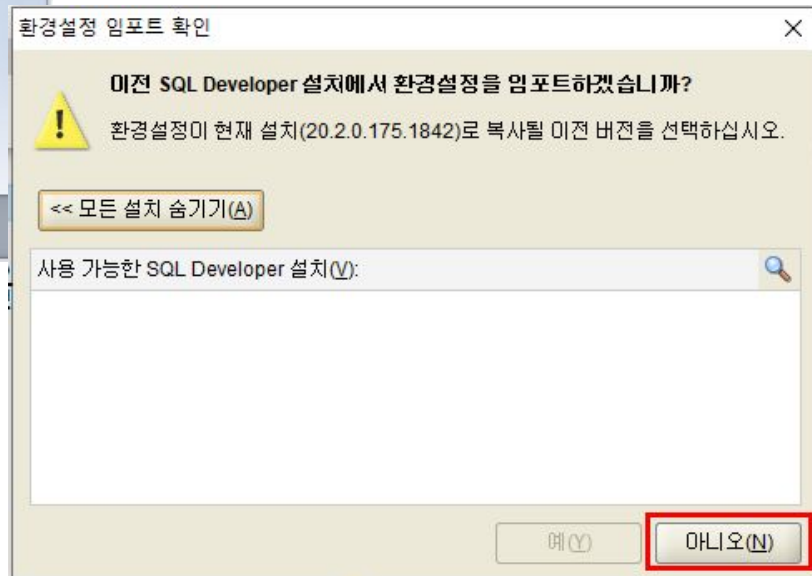 환경설정 임포트 확인
이전 SQL Developer 설치에서 환경설정을 임포트하겠습니까?
환경설정이 현재 설치(20.2.0.175.1842)로 복사될 이전 버전을 선택하십시오.
<< 모든 설치 숨기기(A)
사용 가능한 SQL Developer 설치(V):
예(Y)
아니오(N)